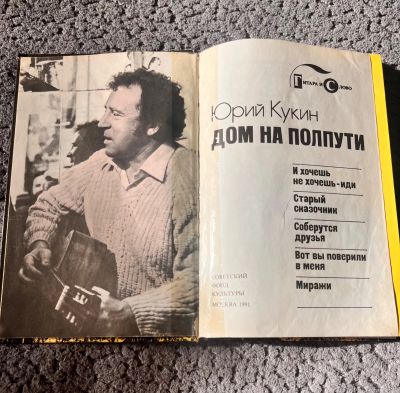 Гитара и Слово
Юрий Кукин
ДОМ НА ПОЛПУТИ
И хочешь
не хочешь-иди
Старый
сказочник
Соберутся
друзья
Вот вы поверили
в меня
Миражи
СОВЕТСКИЙ
ФОНД
КУЛЬТУРЫ
МОСКВА 1991